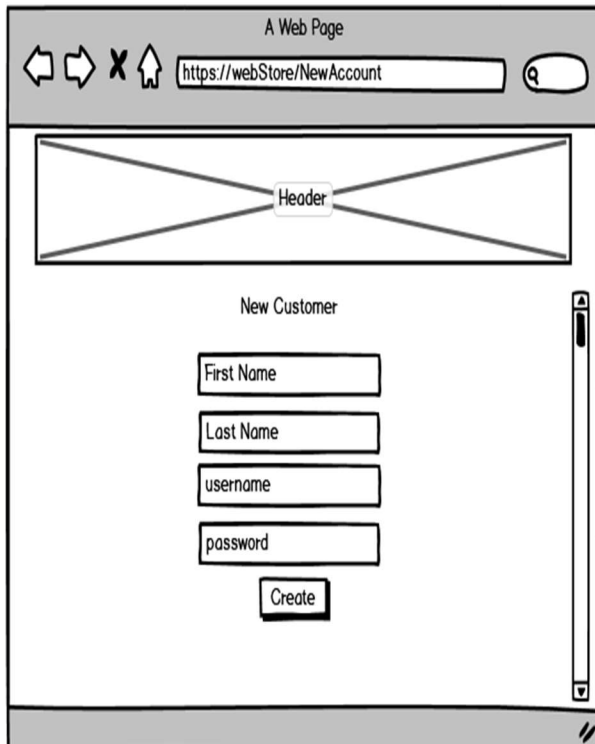 A Web Page
https://webStore/NewAccount
Header
New Customer
First Name
Last Name
username
password
Create